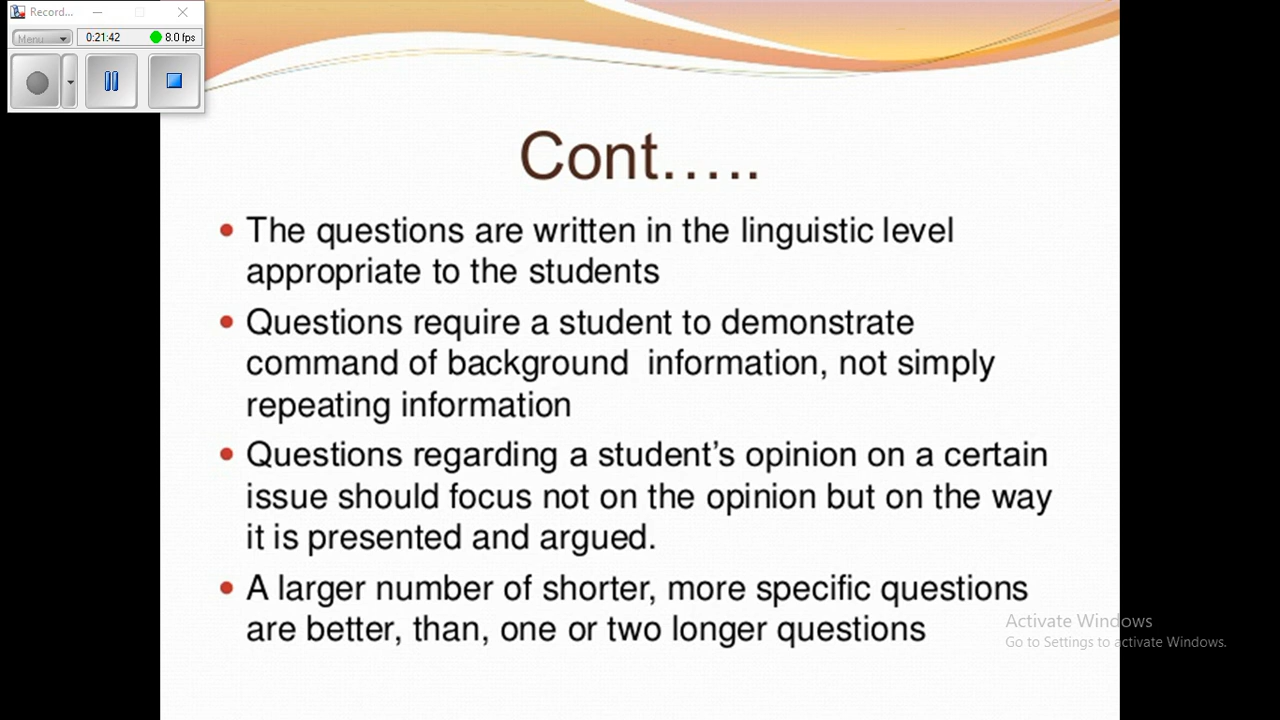 Record...
Menu
0:21:42
8.0 fps
Cont.....
• The questions are written in the linguistic level
appropriate to the students
• Questions require a student to demonstrate
command of background information, not simply
repeating information
• Questions regarding a student’s opinion on a certain
issue should focus not on the opinion but on the way
it is presented and argued.
• A larger number of shorter, more specific questions
are better, than, one or two longer questions
Activate Windows
Go to Settings to activate Windows.